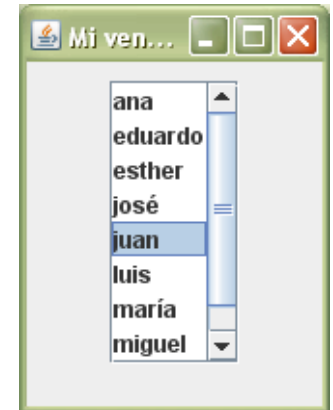 Mi ven...
ana
eduardo
esther
josé
juan
luis
maría
miguel